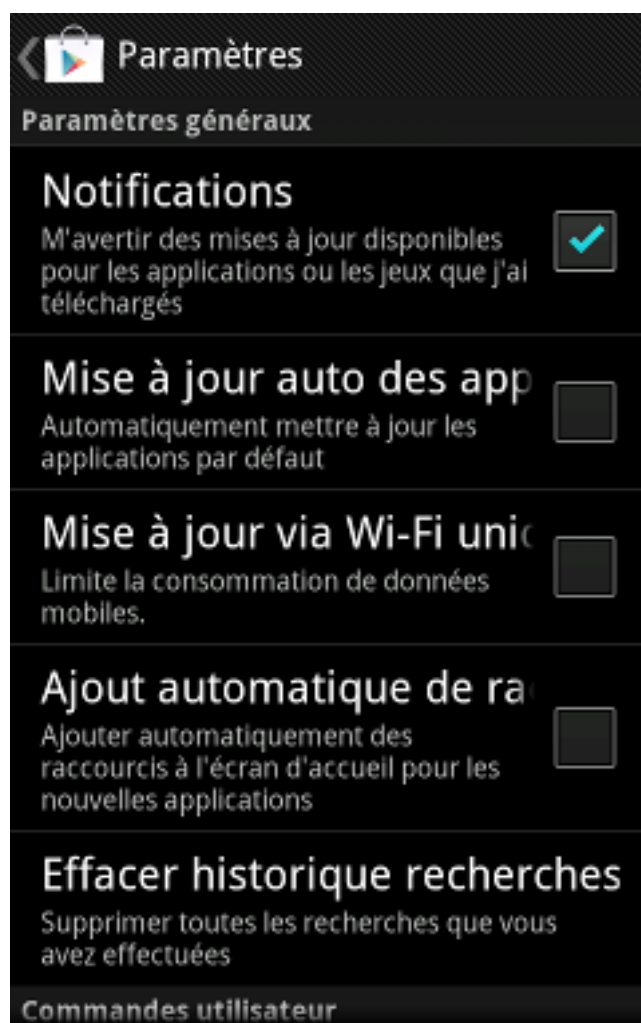 Paramètres
Paramètres généraux
Notifications
M'avertir des mises à jour disponibles
pour les applications ou les jeux que j'ai
téléchargés
Mise à jour auto des app
Automatiquement mettre à jour les
applications par défaut
Mise à jour via Wi-Fi uni
Limite la consommation de données
mobiles.
Ajout automatique de ra
Ajouter automatiquement des
raccourcis à l'écran d'accueil pour les
nouvelles applications
Effacer historique recherches
Supprimer toutes les recherches que vous
avez effectuées
Commandes utilisateur